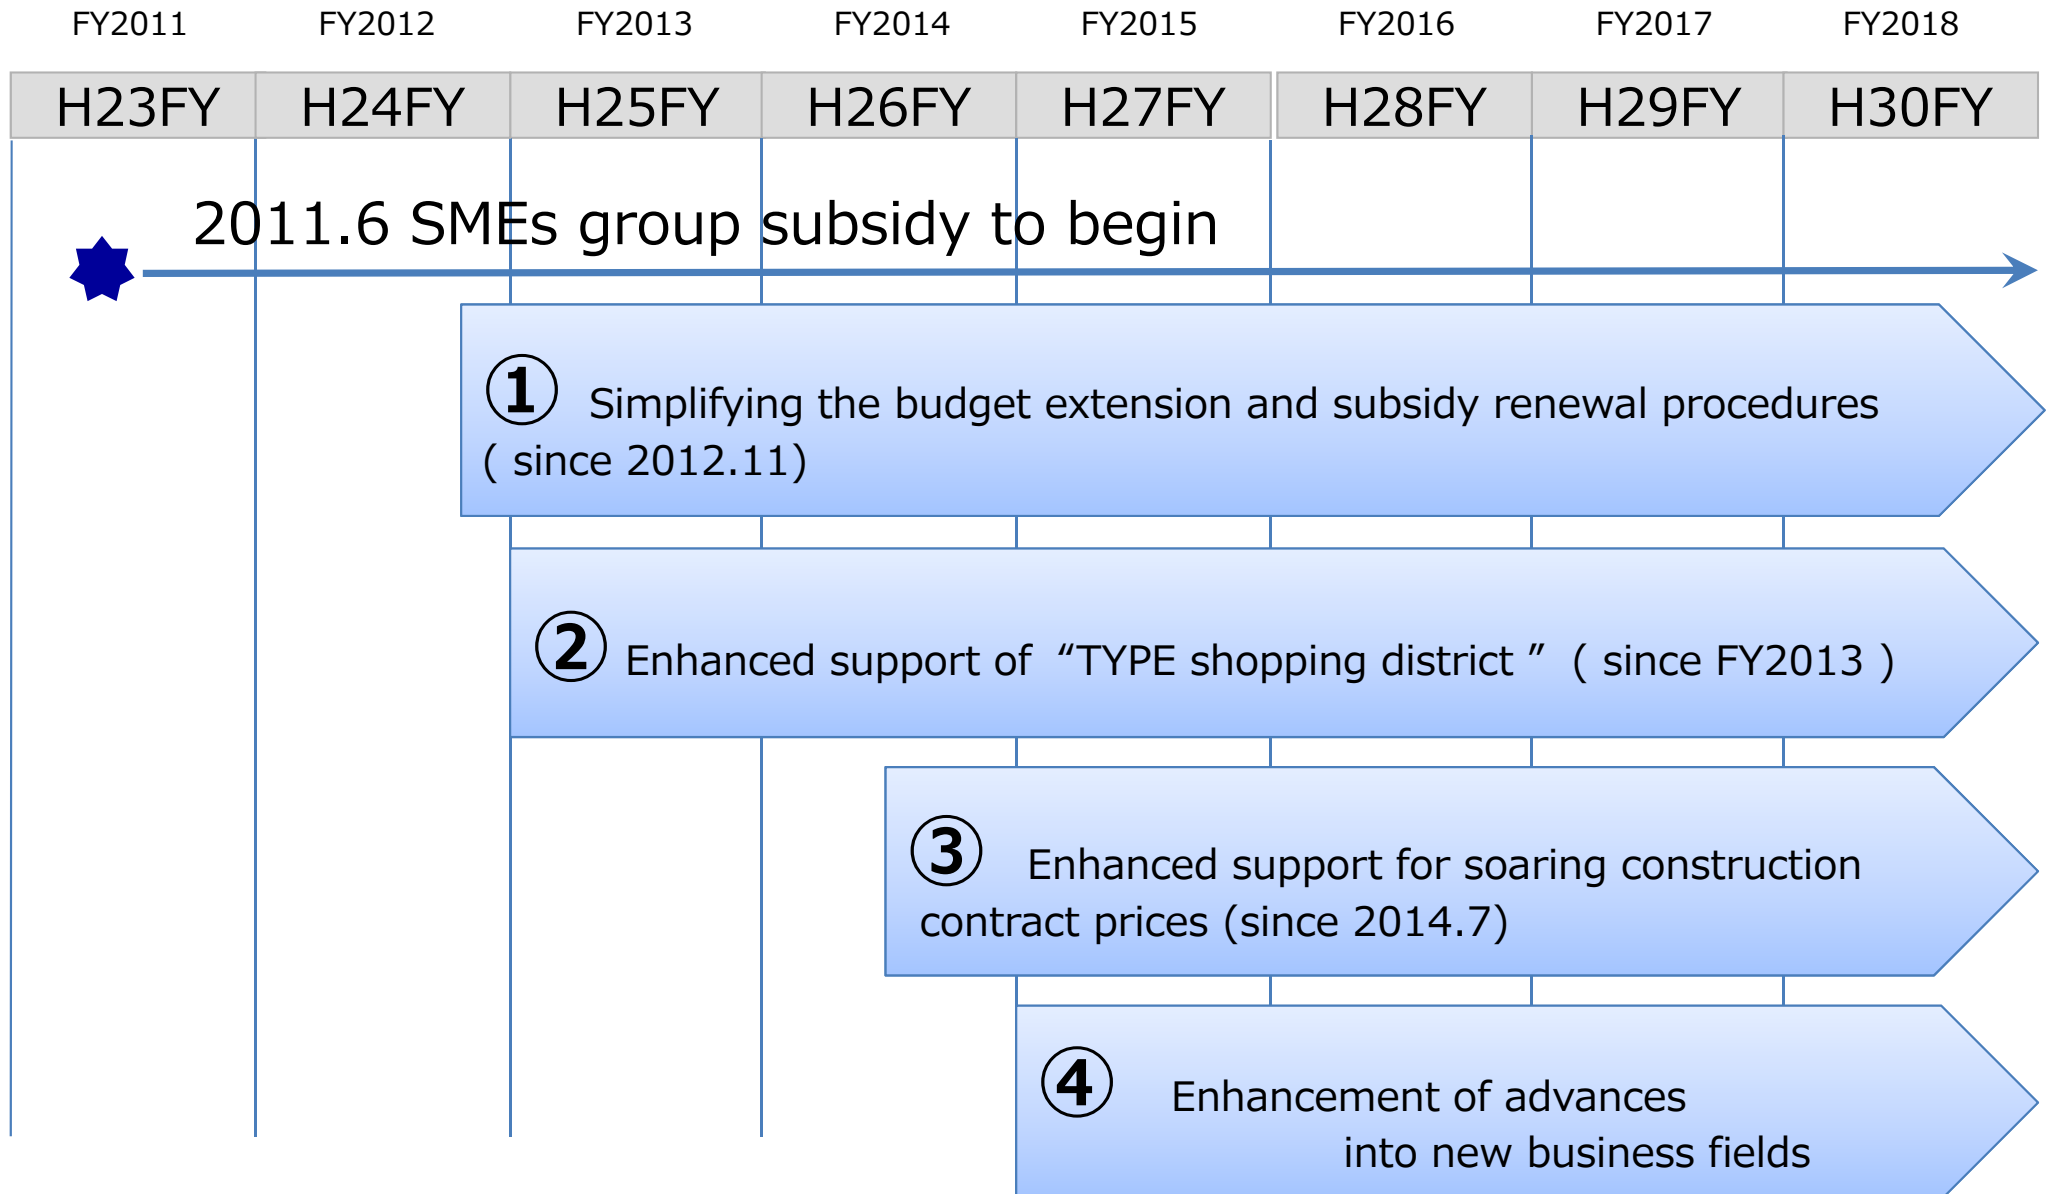 FY2011 FY2012 FY2013 FY2014 FY2015 FY2016 FY2017 FY2018
H23FY H24FY H25FY H26FY H27FY H28FY H29FY H30FY
2011.6 SMEs group subsidy to begin
① Simplifying the budget extension and subsidy renewal procedures
( since 2012.11)
② Enhanced support of “TYPE shopping district ” ( since FY2013 )
③ Enhanced support for soaring construction
contract prices (since 2014.7)
④ Enhancement of advances
into new business fields